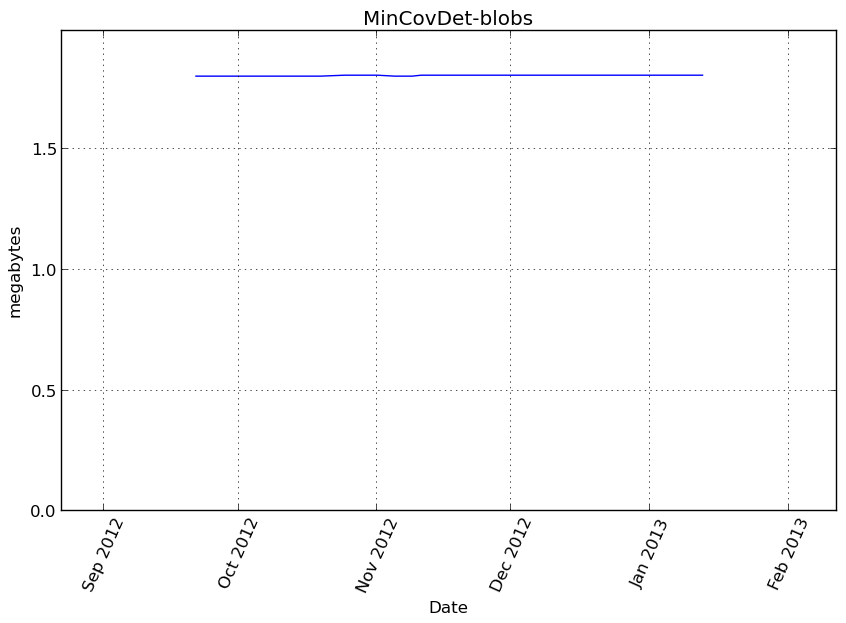 MinCovDet-blobs
megabytes
1.5
1.0
0.5
0.0
Sep 2012
Oct 2012
Nov 2012
Dec 2012
Jan 2013
Feb 2013
Date